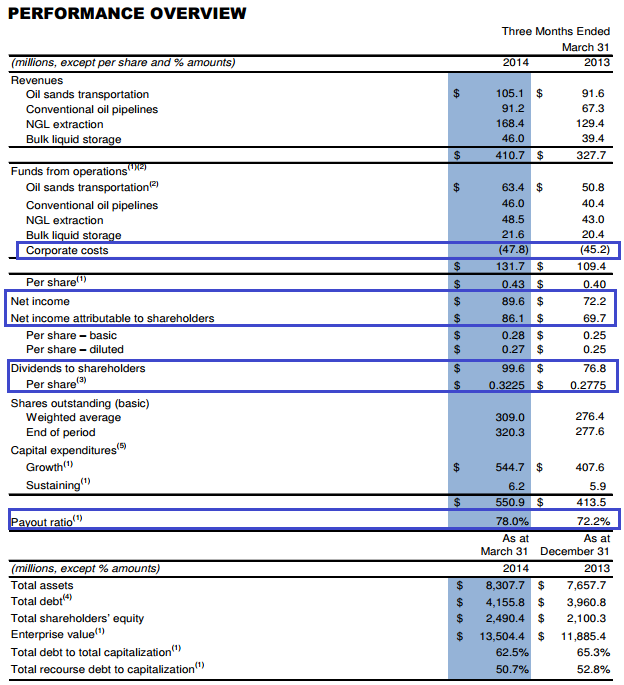 PERFORMANCE OVERVIEW
Three Months Ended
March 31
(millions, except per share and % amounts) 2014 2013
Revenues
Oil sands transportation $ 105.1 $ 91.6
Conventional oil pipelines 91.2 67.3
NGL extraction 168.4 129.4
Bulk liquid storage 46.0 39.4
$ 410.7 $ 327.7
Funds from operations(1)(2)
Oil sands transportation(2) $ 63.4 $ 50.8
Conventional oil pipelines 46.0 40.4
NGL extraction 48.5 43.0
Bulk liquid storage 21.6 20.4
Corporate costs (47.8) (45.2)
$ 131.7 $ 109.4
Per share(1) $ 0.43 $ 0.40
Net income $ 89.6 $ 72.2
Net income attributable to shareholders $ 86.1 $ 69.7
Per share – basic $ 0.28 $ 0.25
Per share – diluted $ 0.27 $ 0.25
Dividends to shareholders $ 99.6 $ 76.8
Per share(3) $ 0.3225 $ 0.2775
Shares outstanding (basic)
Weighted average 309.0 276.4
End of period 320.3 277.6
Capital expenditures(5)
Growth(1) $ 544.7 $ 407.6
Sustaining(1) 6.2 5.9
$ 550.9 $ 413.5
Payout ratio(1) 78.0% 72.2%
As at As at
March 31 December 31
(millions, except % amounts) 2014 2013
Total assets $ 8,307.7 $ 7,657.7
Total debt(4) $ 4,155.8 $ 3,960.8
Total shareholders' equity $ 2,490.4 $ 2,100.3
Enterprise value(1) $ 13,504.4 $ 11,885.4
Total debt to total capitalization(1) 62.5% 65.3%
Total recourse debt to capitalization(1) 50.7% 52.8%